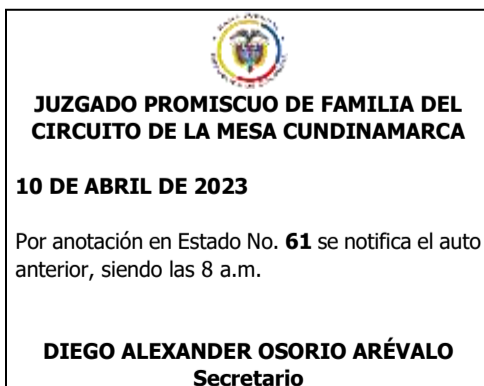 JUZGADO PROMISCUO DE FAMILIA DEL
CIRCUITO DE LA MESA CUNDINAMARCA
10 DE ABRIL DE 2023
Por anotación en Estado No. 61 se notifica el auto
anterior, siendo las 8 a.m.
DIEGO ALEXANDER OSORIO ARÉVALO
Secretario